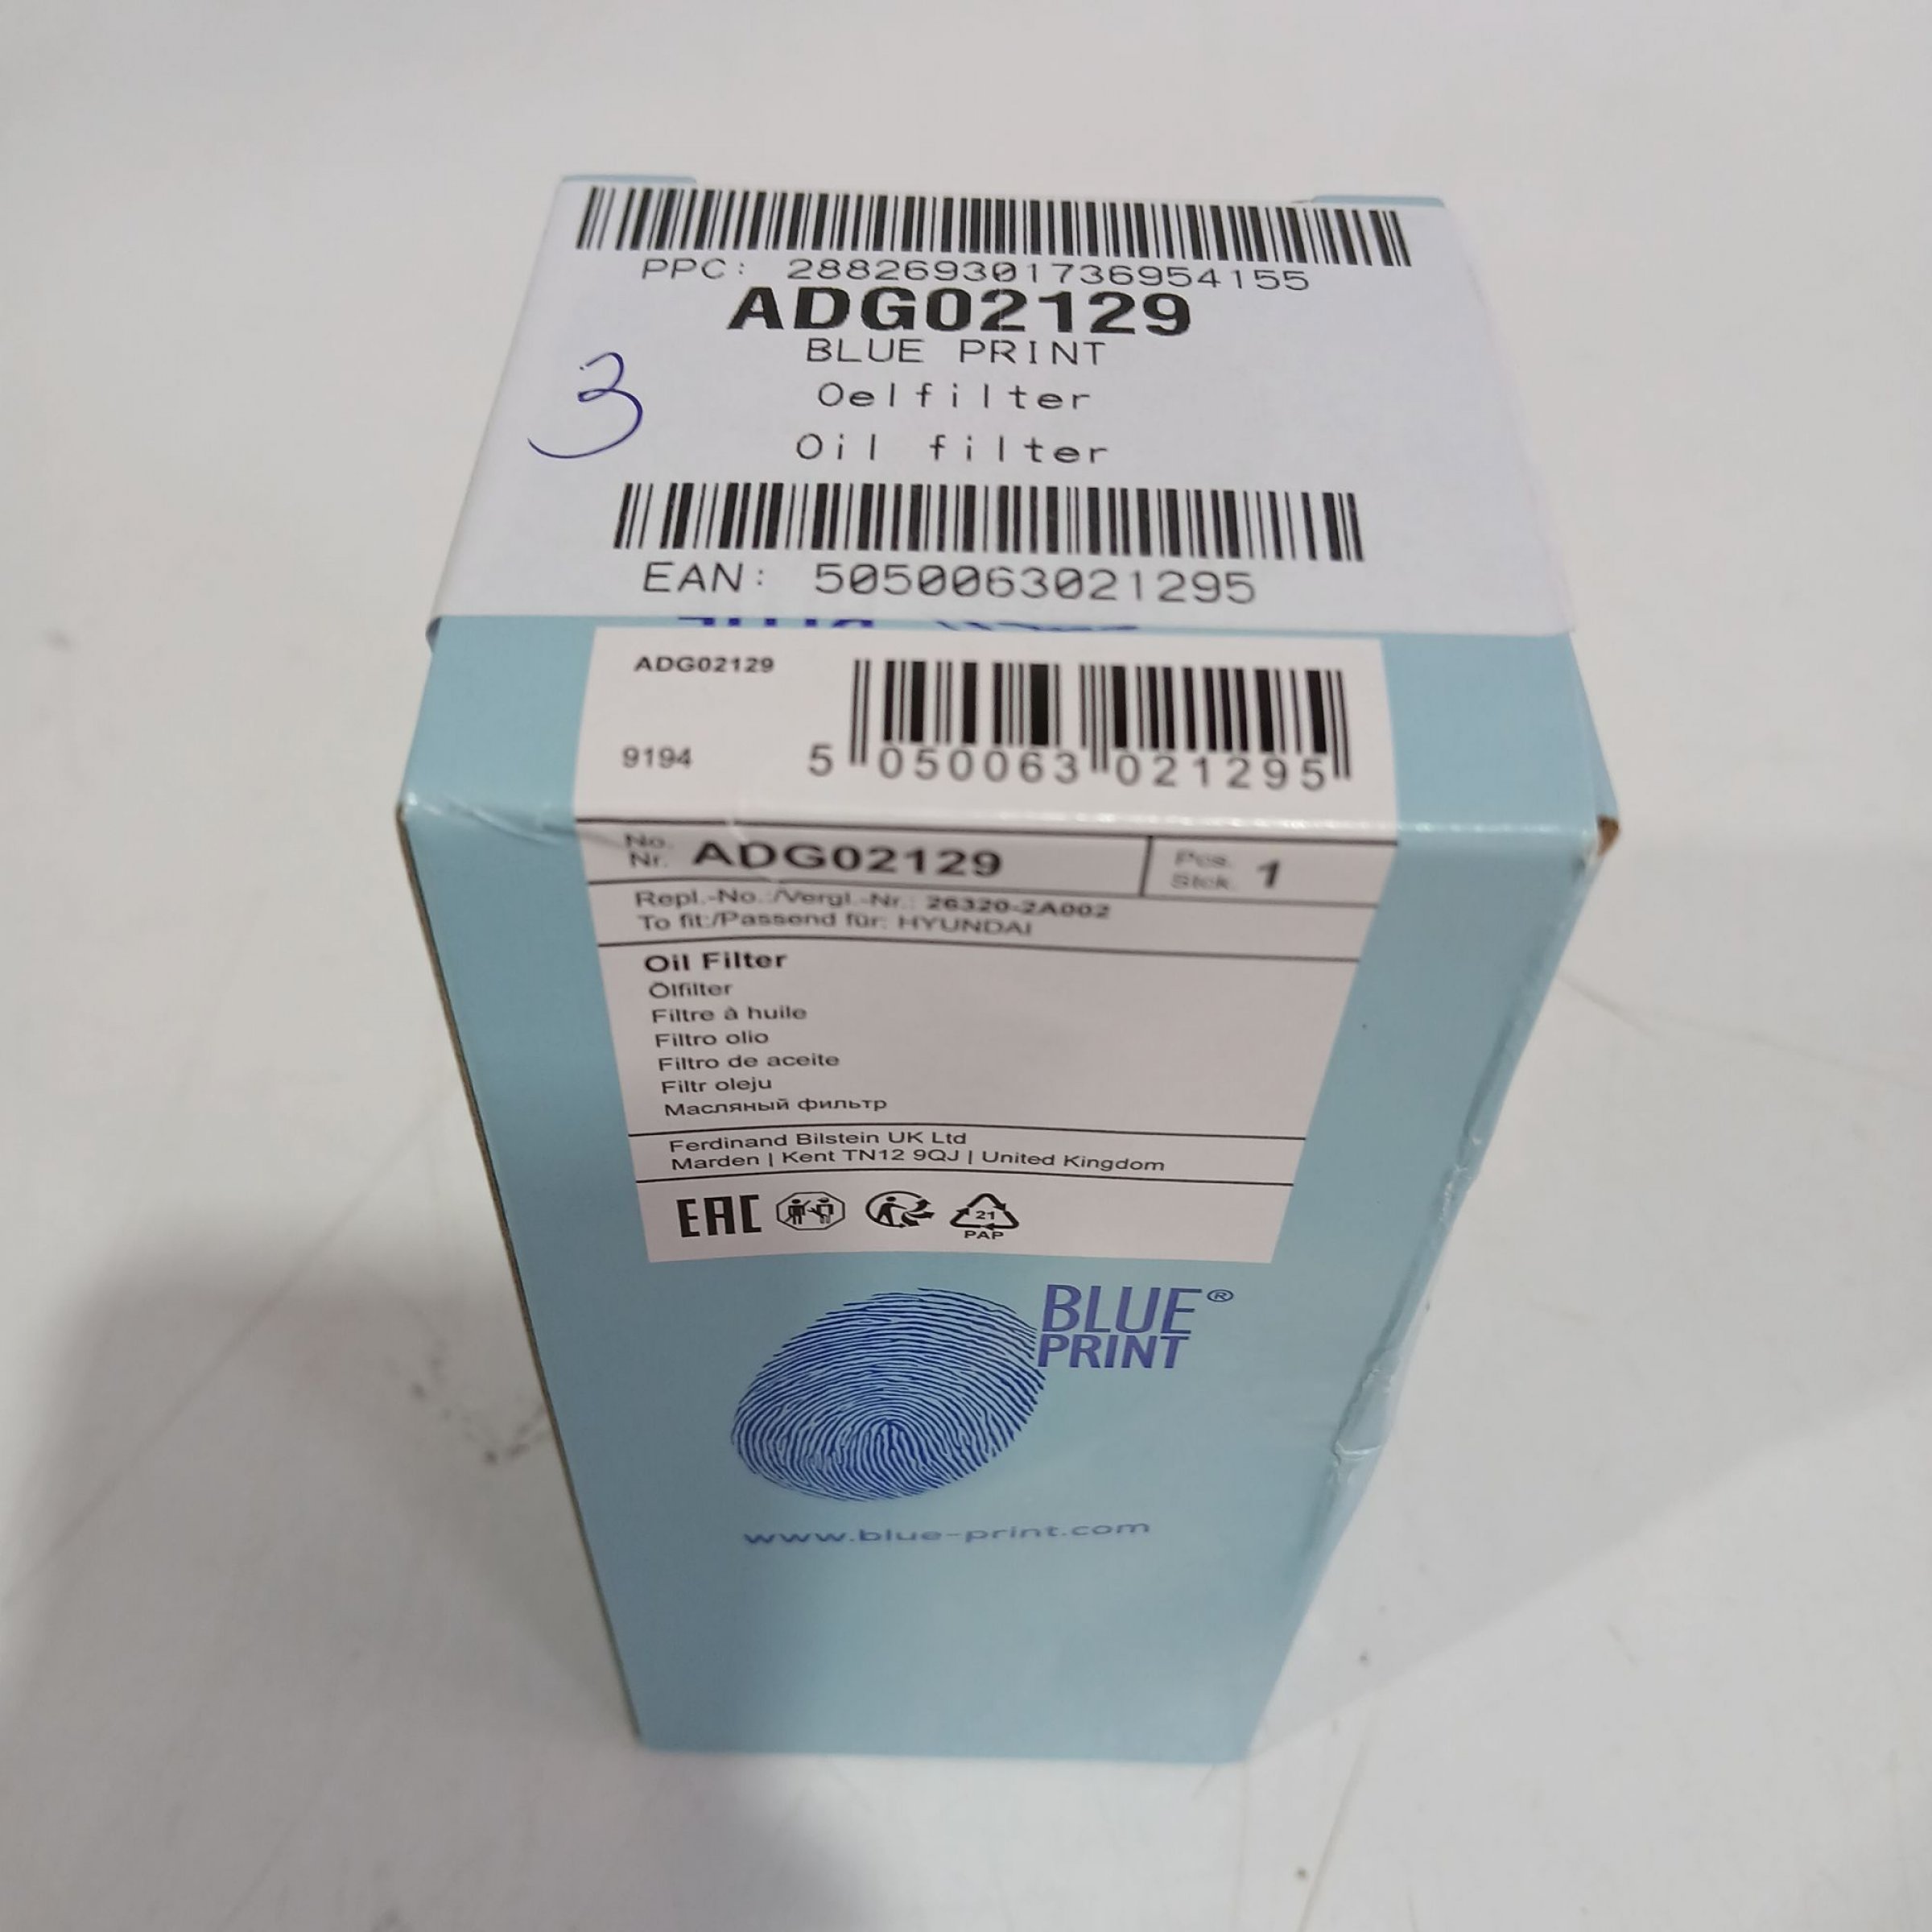 PPC: 288269301736954155
ADG02129
BLUE PRINT
3
Oelfilter
Oil filter
EAN: 5050063021295
ADG02129
9194
5 050063 021295
No.
Nr. ADG02129
Pcs.
Stck. 1
Repl.-No.:/Vergl.-Nr.: 26320-2A002
To fit:/Passend für: HYUNDAI
Oil Filter
Ölfilter
Filtre à huile
Filtro olio
Filtro de aceite
Filtr oleju
Масляный фильтр
Ferdinand Bilstein UK Ltd
Marden | Kent TN12 9QJ | United Kingdom
EAC
21
PAP
BLUE®
PRINT
www.blue-print.com